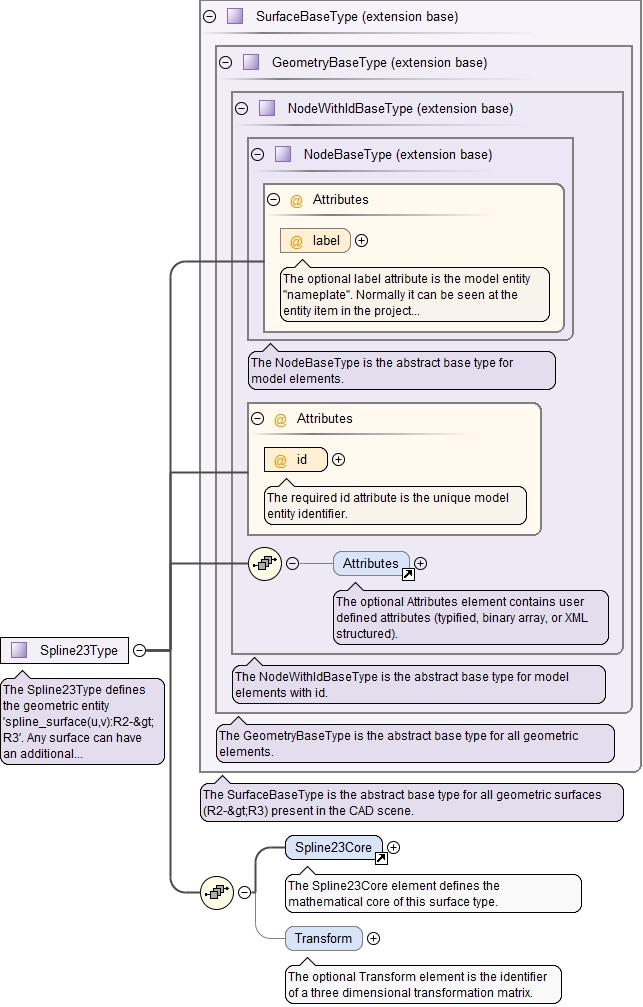 SurfaceBaseType (extension base)
GeometryBaseType (extension base)
NodeWithIdBaseType (extension base)
NodeBaseType (extension base)
@ Attributes
@ label
The optional label attribute is the model entity
"nameplate". Normally it can be seen at the
entity item in the project...
The NodeBaseType is the abstract base type for
model elements.
@ Attributes
@ id
The required id attribute is the unique model
entity identifier.
Attributes
The optional Attributes element contains user
defined attributes (typified, binary array, or XML
structured).
Spline23Type
The Spline23Type defines
the geometric entity
'spline_surface(u,v):R2-&gt;
R3'. Any surface can have
an additional...
The NodeWithIdBaseType is the abstract base type for model
elements with id.
The GeometryBaseType is the abstract base type for all geometric
elements.
The SurfaceBaseType is the abstract base type for all geometric surfaces
(R2-&gt;R3) present in the CAD scene.
Spline23Core
The Spline23Core element defines the
mathematical core of this surface type.
Transform
The optional Transform element is the identifier
of a three dimensional transformation matrix.